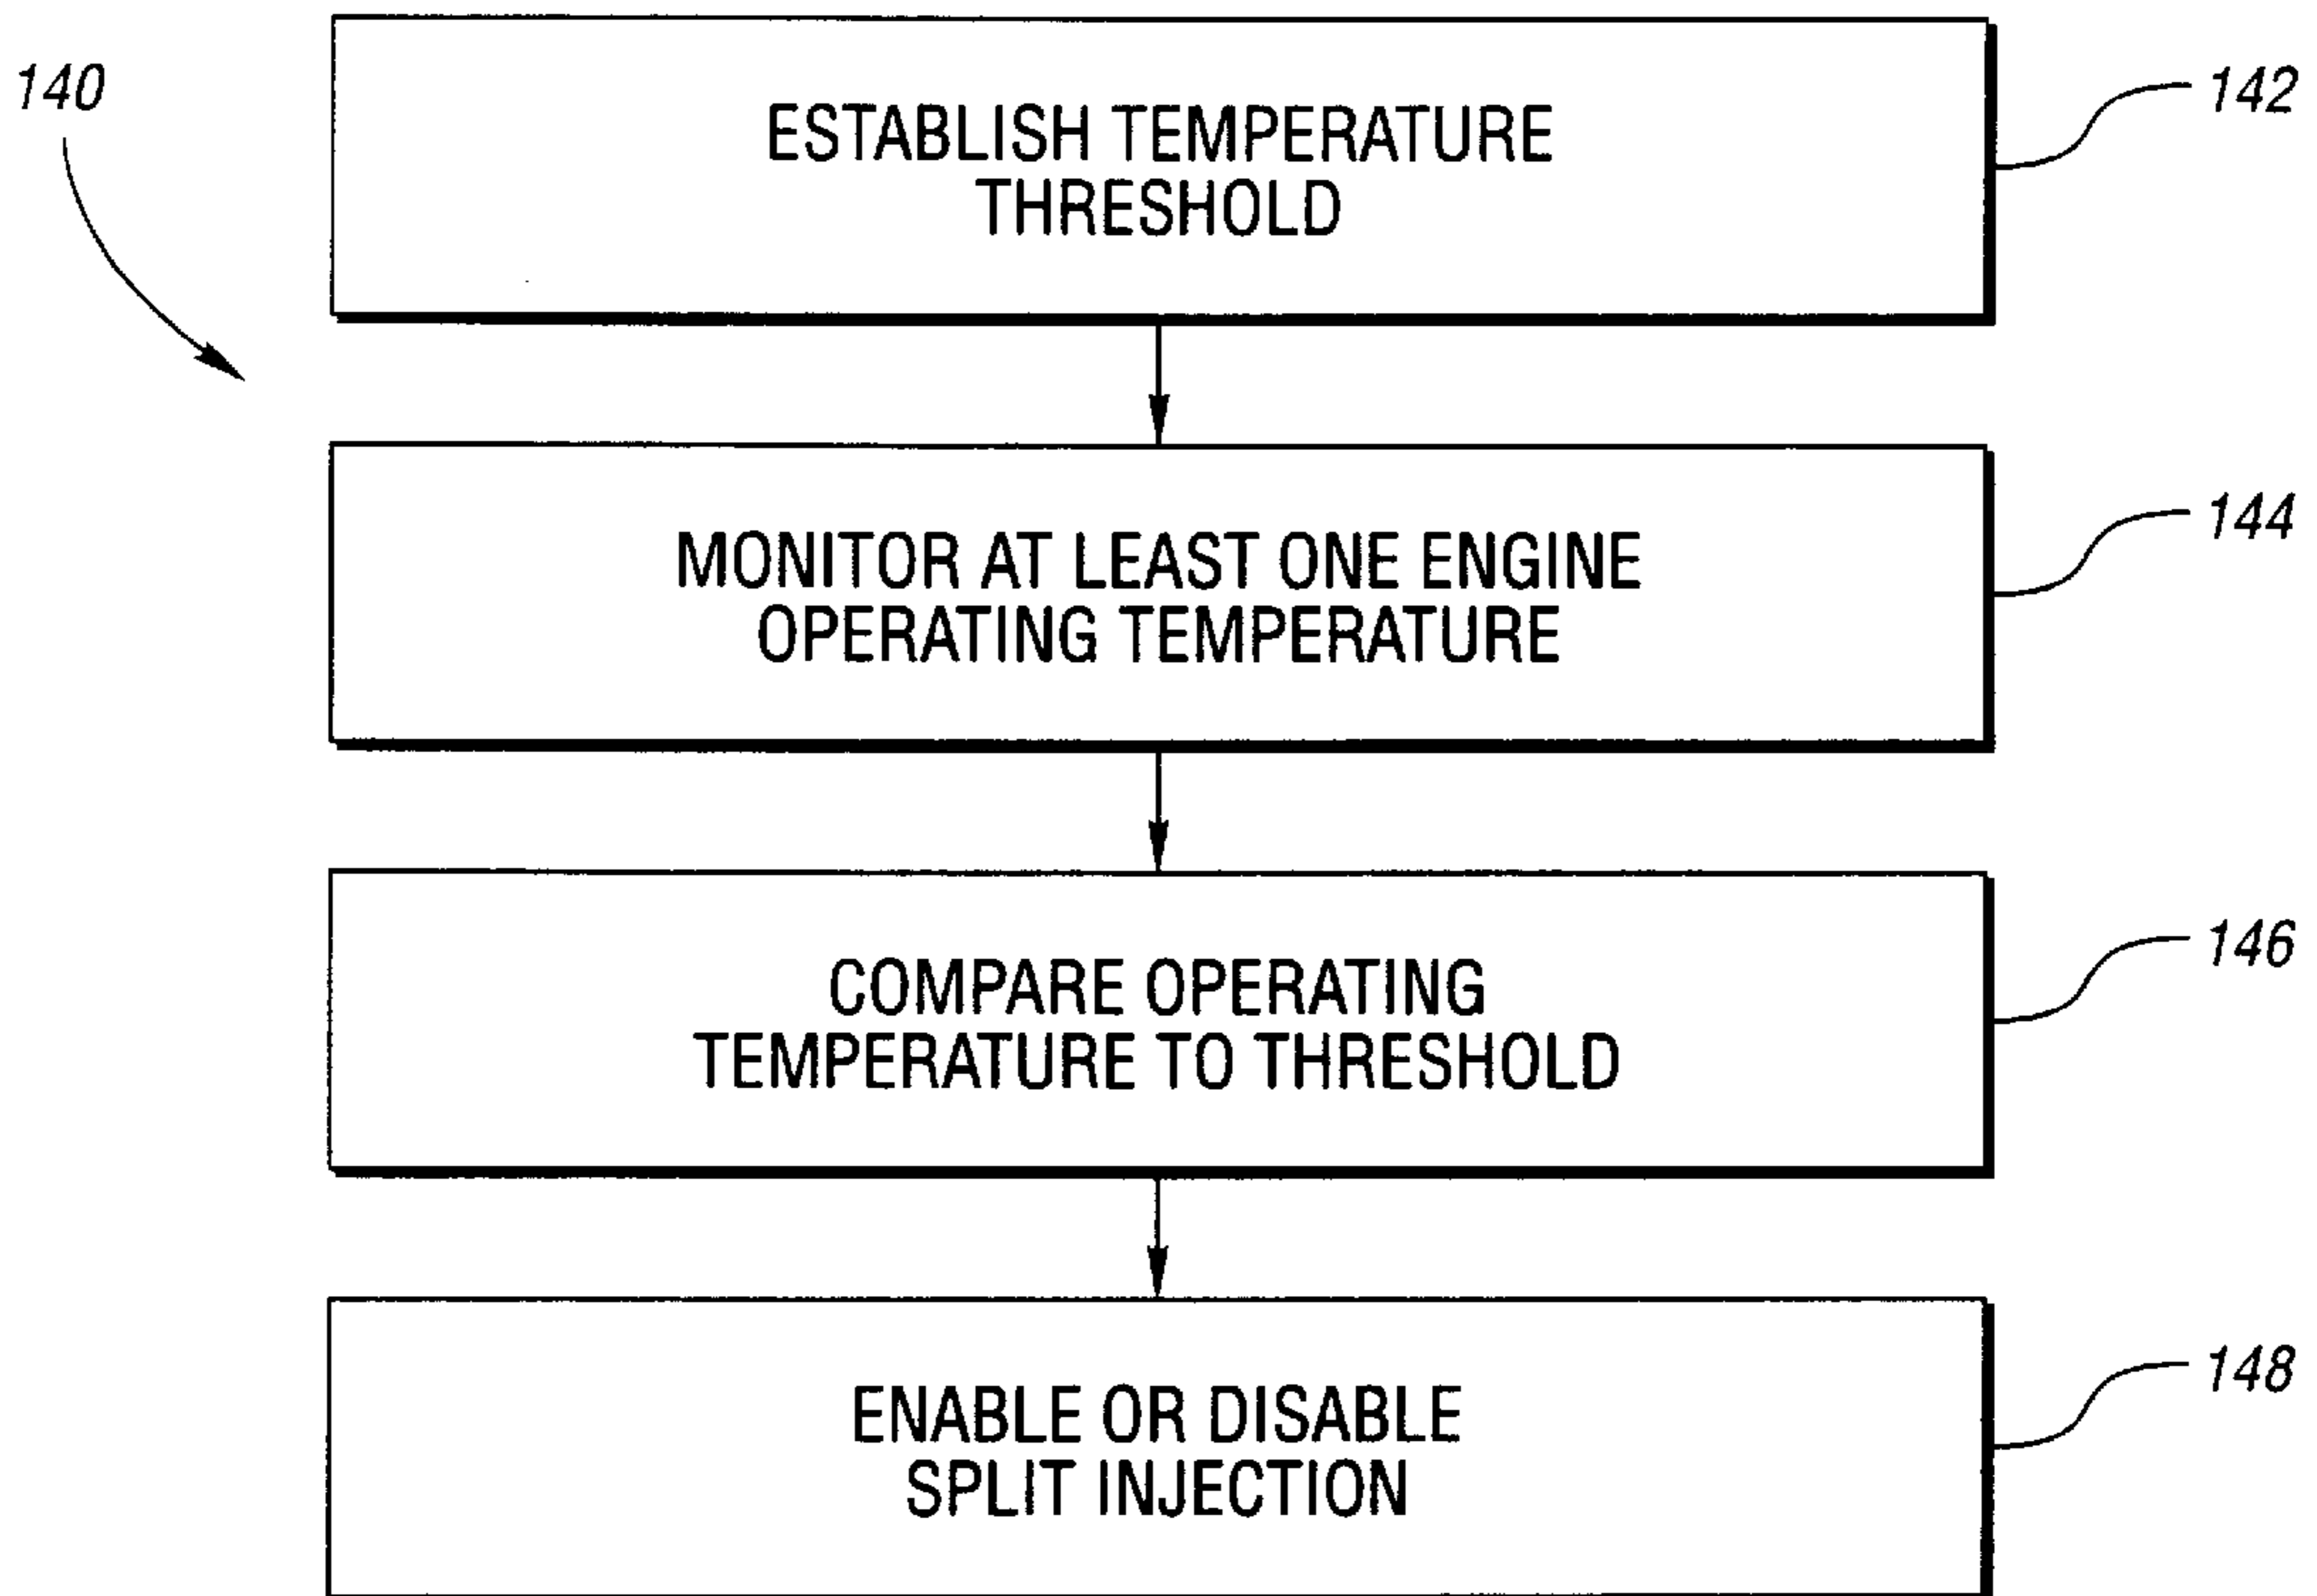 140
ESTABLISH TEMPERATURE
THRESHOLD
142
MONITOR AT LEAST ONE ENGINE
OPERATING TEMPERATURE
144
COMPARE OPERATING
TEMPERATURE TO THRESHOLD
146
ENABLE OR DISABLE
SPLIT INJECTION
148